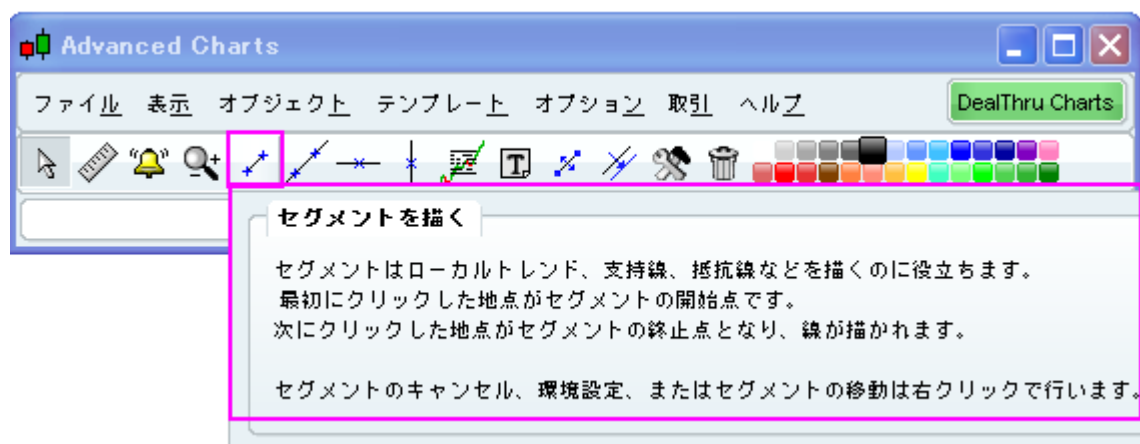 Advanced Charts
ファイル 表示 オブジェクト テンプレート オプション 取引 ヘルプ DealThru Charts
T
セグメントを描く
セグメントはローカルトレンド、支持線、抵抗線などを描くのに役立ちます。
最初にクリックした地点がセグメントの開始点です。
次にクリックした地点がセグメントの終止点となり、線が描かれます。
セグメントのキャンセル、環境設定、またはセグメントの移動は右クリックで行います。